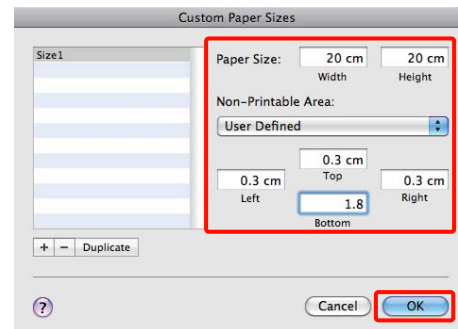 Custom Paper Sizes
Size1
Paper Size: 20 cm 20 cm
Width Height
Non-Printable Area:
User Defined
0.3 cm
Top
0.3 cm 0.3 cm
Left Right
1.8
Bottom
+ − Duplicate
? Cancel OK